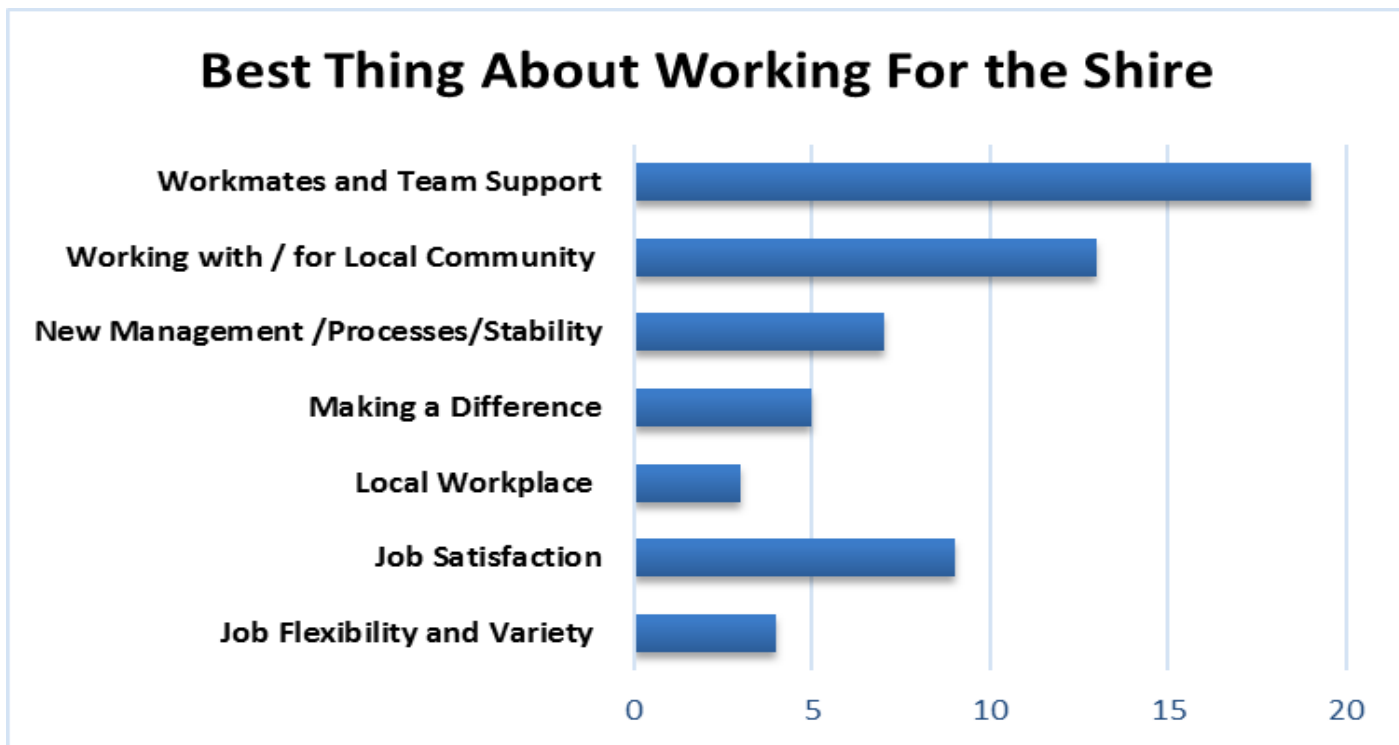 Best Thing About Working For the Shire
Workmates and Team Support
Working with / for Local Community
New Management /Processes/Stability
Making a Difference
Local Workplace
Job Satisfaction
Job Flexibility and Variety
0 5 10 15 20